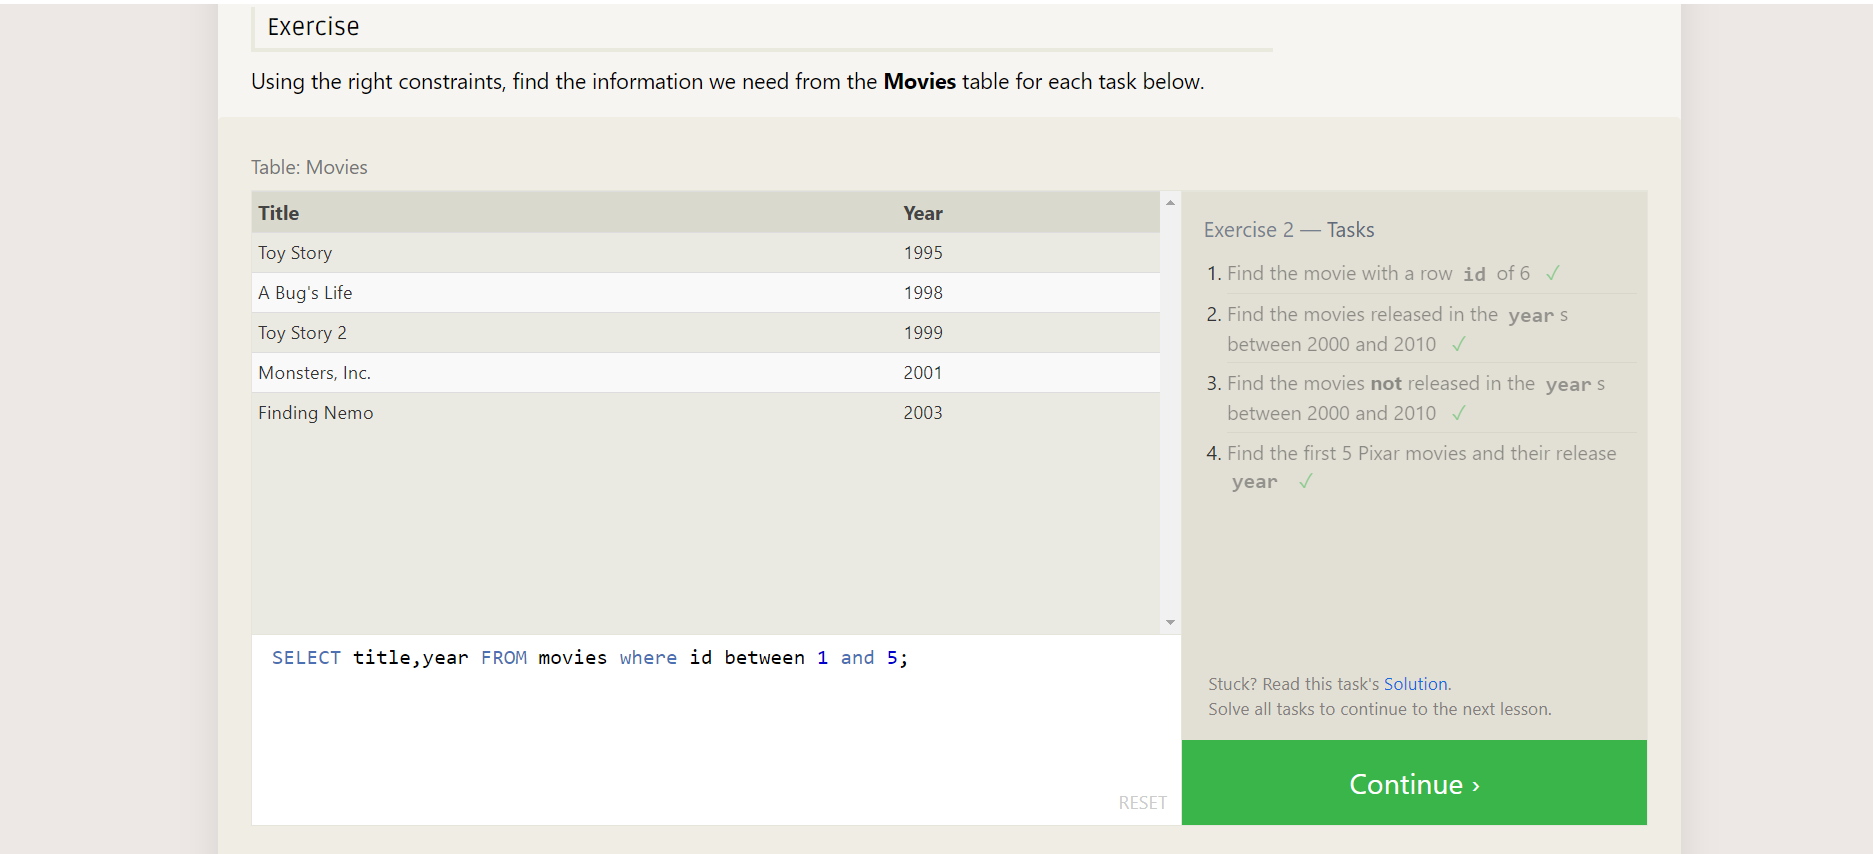 Exercise
Using the right constraints, find the information we need from the Movies table for each task below.
Table: Movies
Title Year
Toy Story 1995
A Bug's Life 1998
Toy Story 2 1999
Monsters, Inc. 2001
Finding Nemo 2003
SELECT title,year FROM movies where id between 1 and 5;
RESET
Exercise 2 — Tasks
1. Find the movie with a row id of 6 ✓
2. Find the movies released in the year s
between 2000 and 2010 ✓
3. Find the movies not released in the year s
between 2000 and 2010 ✓
4. Find the first 5 Pixar movies and their release
year ✓
Stuck? Read this task's Solution.
Solve all tasks to continue to the next lesson.
Continue ›